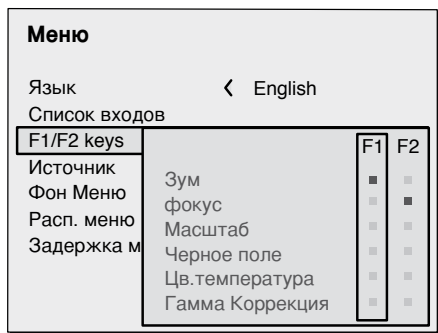 Меню
Язык English
Список входов
F1/F2 keys
F1 F2
Источник
Фон Меню
Расп. меню
Задержка м
Зум
фокус
Масштаб
Черное поле
Цв.температура
Гамма Коррекция